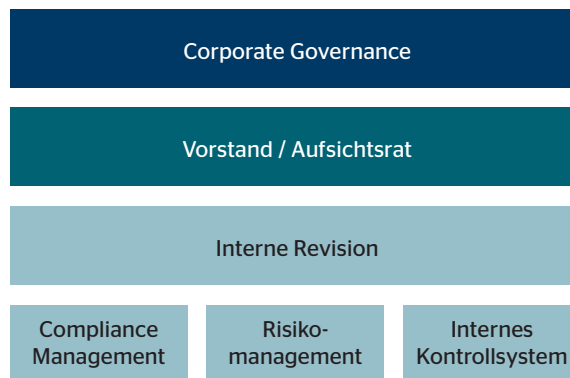 Corporate Governance
Vorstand / Aufsichtsrat
Interne Revision
Compliance
Management
Risiko-
management
Internes
Kontrollsystem